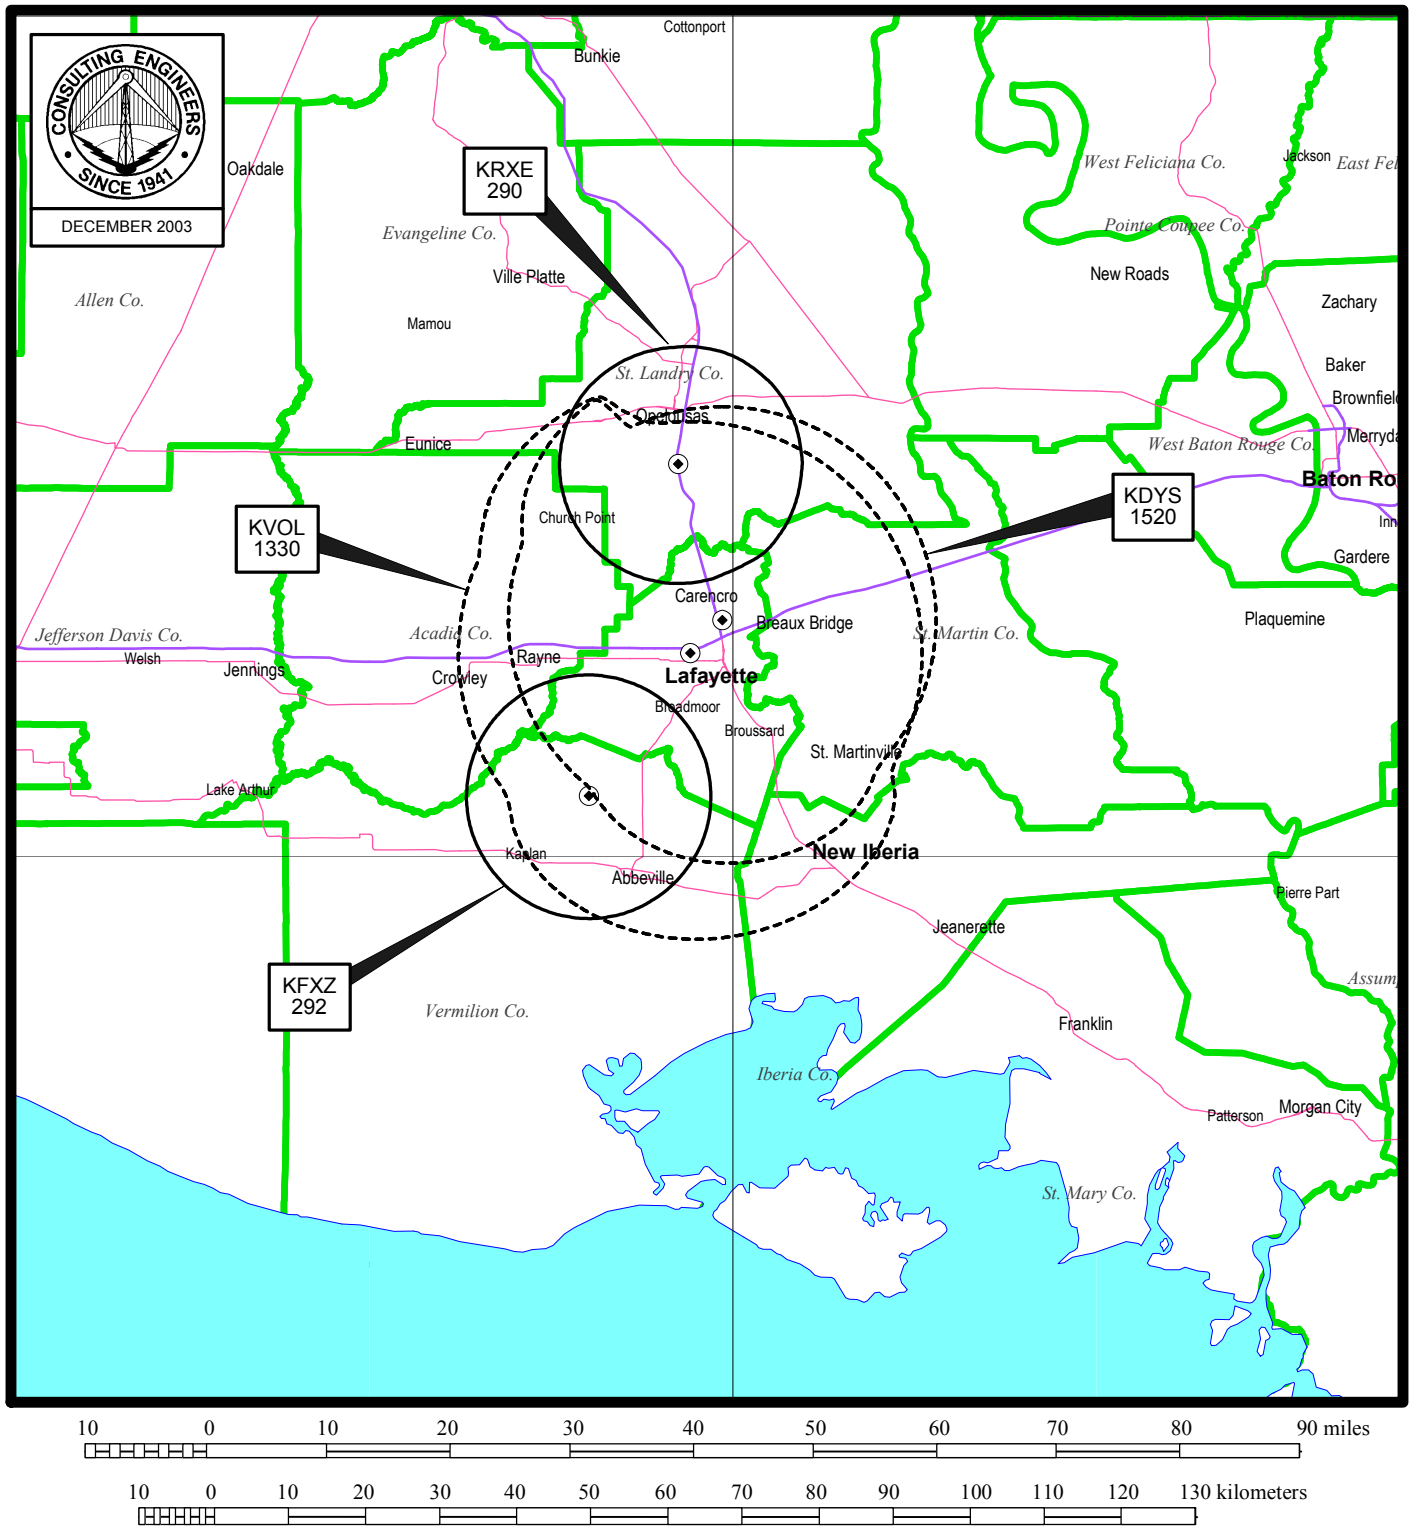 CONSULTING ENGINEERS
SINCE 1941
DECEMBER 2003
Cottonport
Bunkie
Oakdale
KRXE
290
West Feliciana Co.
Jackson
East Fel
Evangeline Co.
Pointe Coupee Co.
Ville Platte
New Roads
Allen Co.
Zachary
Mamou
Baker
St. Landry Co.
Brownfiel
Opelousas
Eunice
West Baton Rouge Co.
Merryda
Baton Ro
KDYS
1520
KVOL
1330
Church Point
Inn
Gardere
Carencro
Breaux Bridge
Plaquemine
Jefferson Davis Co.
Acadia Co.
St. Martin Co.
Welsh
Jennings
Rayne
Crowley
Lafayette
Broadmoor
Broussard
St. Martinville
Lake Arthur
Kaplan
New Iberia
Abbeville
Pierre Part
Jeanerette
KFXZ
292
Assum
Vermilion Co.
Franklin
Iberia Co.
Patterson
Morgan City
St. Mary Co.
10 0 10 20 30 40 50 60 70 80 90 miles
10 0 10 20 30 40 50 60 70 80 90 100 110 120 130 kilometers